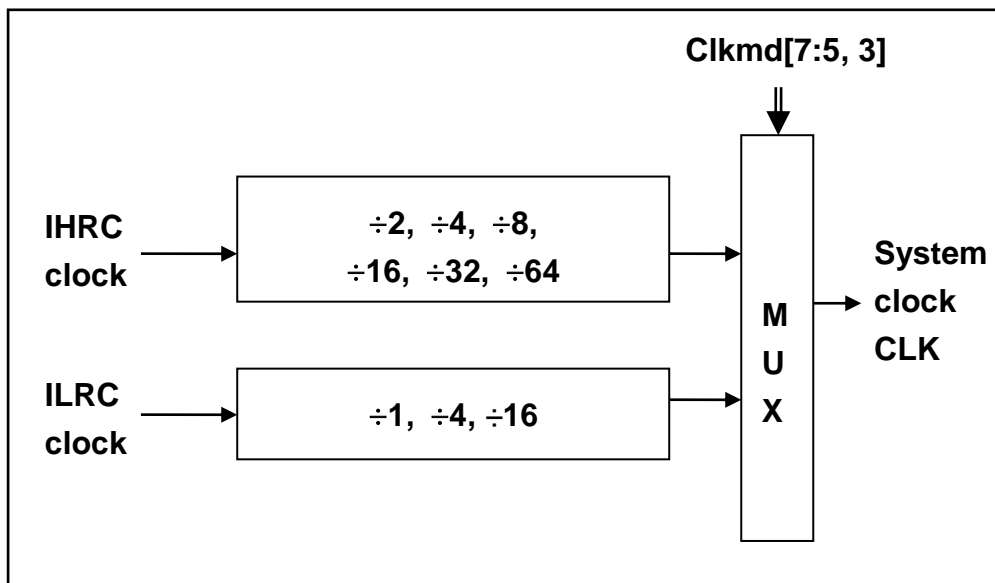 Clkmd[7:5, 3]
IHRC
clock
÷2, ÷4, ÷8,
÷16, ÷32, ÷64
ILRC
clock
÷1, ÷4, ÷16
M
U
X
System
clock
CLK